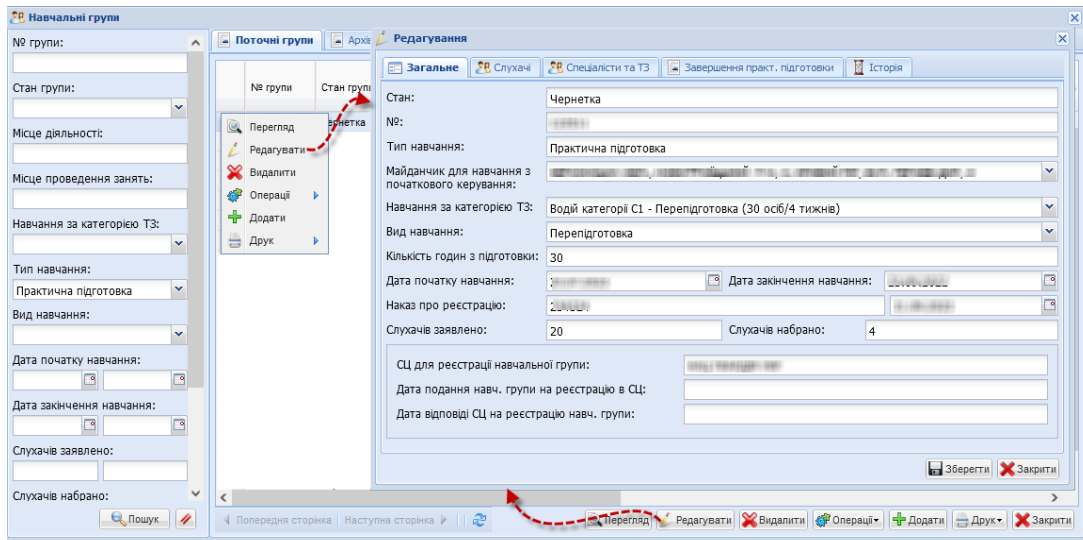 Навчальні групи
№ групи:
Стан групи:
Місце діяльності:
Місце проведення занять:
Навчання за категорією ТЗ:
Тип навчання:
Практична підготовка
Вид навчання:
Дата початку навчання:
Дата закінчення навчання:
Слухачів заявлено:
Слухачів набрано:
Пошук
Поточні групи
№ групи
Перегляд
Редагувати
Видалити
Операції
Додати
Друк
Редагування
Загальне Слухачі Спеціалісти та ТЗ Завершення практ. підготовки Історія
Стан: Чернетка
№:
Тип навчання: Практична підготовка
Майданчик для навчання з
початкового керування:
Навчання за категорією ТЗ: Водій категорії C1 - Перепідготовка (30 осіб/4 тижнів)
Вид навчання: Перепідготовка
Кількість годин з підготовки: 30
Дата початку навчання: Дата закінчення навчання:
Наказ про реєстрацію:
Слухачів заявлено: 20 Слухачів набрано: 4
СЦ для реєстрації навчальної групи:
Дата подання навч. групи на реєстрацію в СЦ:
Дата відповіді СЦ на реєстрацію навч. групи:
Зберегти Закрити
Попередня сторінка Наступна сторінка Перегляд Редагувати Видалити Операції Додати Друк Закрити